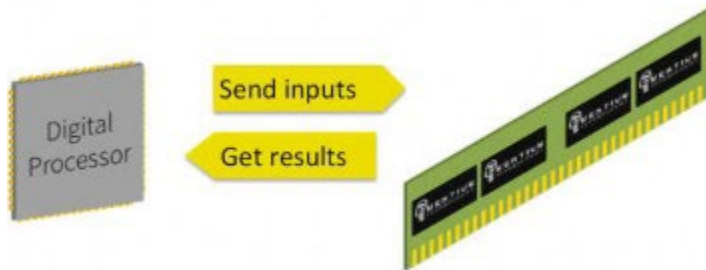 Digital
Processor
Send inputs
Get results